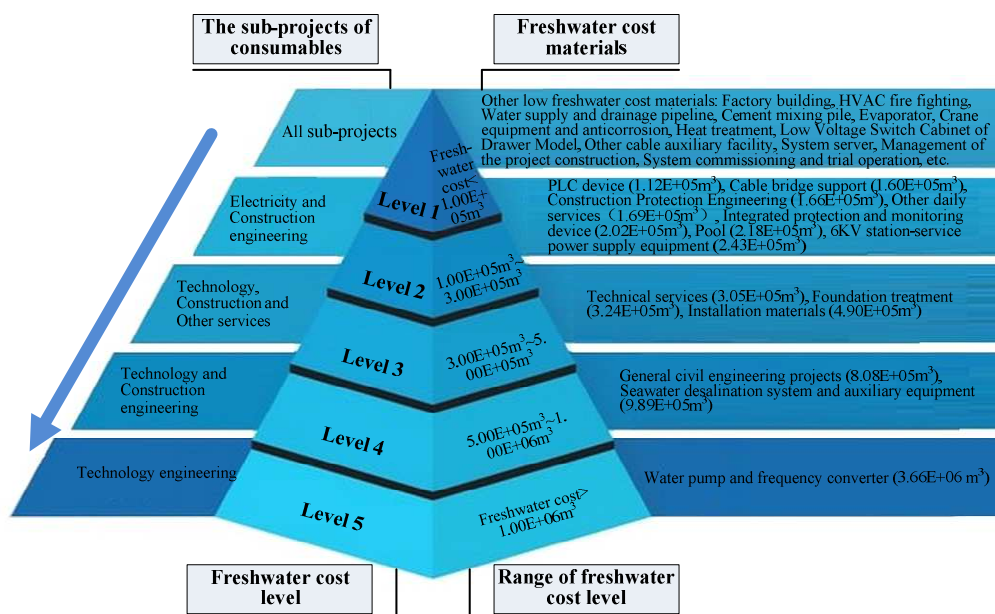 The sub-projects of
consumables
Freshwater cost
materials
All sub-projects
Fresh-
water
cost<
1.00E+
05m³
Level 1
Other low freshwater cost materials: Factory building, HVAC fire fighting,
Water supply and drainage pipeline, Cement mixing pile, Evaporator, Crane
equipment and anticorrosion, Heat treatment, Low Voltage Switch Cabinet of
Drawer Model, Other cable auxiliary facility, System server, Management of
the project construction, System commissioning and trial operation, etc.
Electricity and Construction
engineering
Level 2
1.00E+05m³~
3.00E+05m³
PLC device (1.12E+05m³), Cable bridge support (1.60E+05m³),
Construction Protection Engineering (1.66E+05m³), Other daily
services（1.69E+05m³）, Integrated protection and monitoring
device (2.02E+05m³), Pool (2.18E+05m³), 6KV station-service
power supply equipment (2.43E+05m³)
Technology,
Construction and
Other services
Level 3
3.00E+05m³~5.
00E+05m³
Technical services (3.05E+05m³), Foundation treatment
(3.24E+05m³), Installation materials (4.90E+05m³)
Technology and
Construction
engineering
Level 4
5.00E+05m³~1.
00E+06m³
General civil engineering projects (8.08E+05m³),
Seawater desalination system and auxiliary equipment
(9.89E+05m³)
Technology engineering
Level 5
Freshwater cost>
1.00E+06m³
Water pump and frequency converter (3.66E+06 m³)
Freshwater cost
level
Range of freshwater
cost level